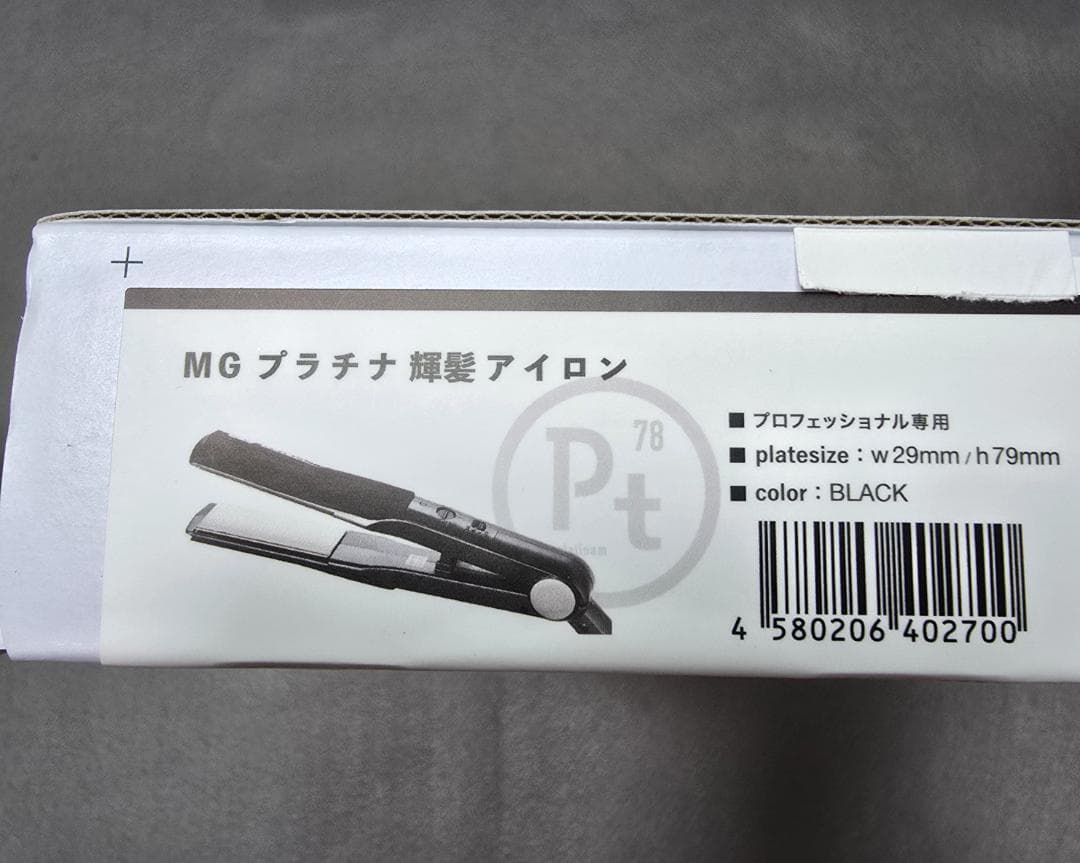 MG プラチナ 輝髪 アイロン
78
Pt
■ プロフェッショナル専用
■ platesize：w29mm / h79mm
■ color：BLACK
4 580206 402700